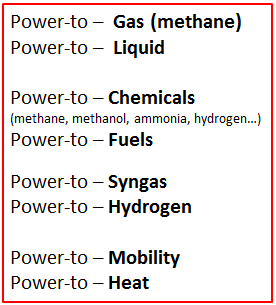 Power-to – Gas (methane)
Power-to – Liquid
Power-to – Chemicals
(methane, methanol, ammonia, hydrogen...)
Power-to – Fuels
Power-to – Syngas
Power-to – Hydrogen
Power-to – Mobility
Power-to – Heat